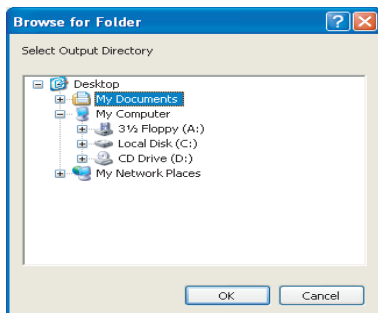 Browse for Folder
Select Output Directory
Desktop
My Documents
My Computer
3½ Floppy (A:)
Local Disk (C:)
CD Drive (D:)
My Network Places
OK Cancel